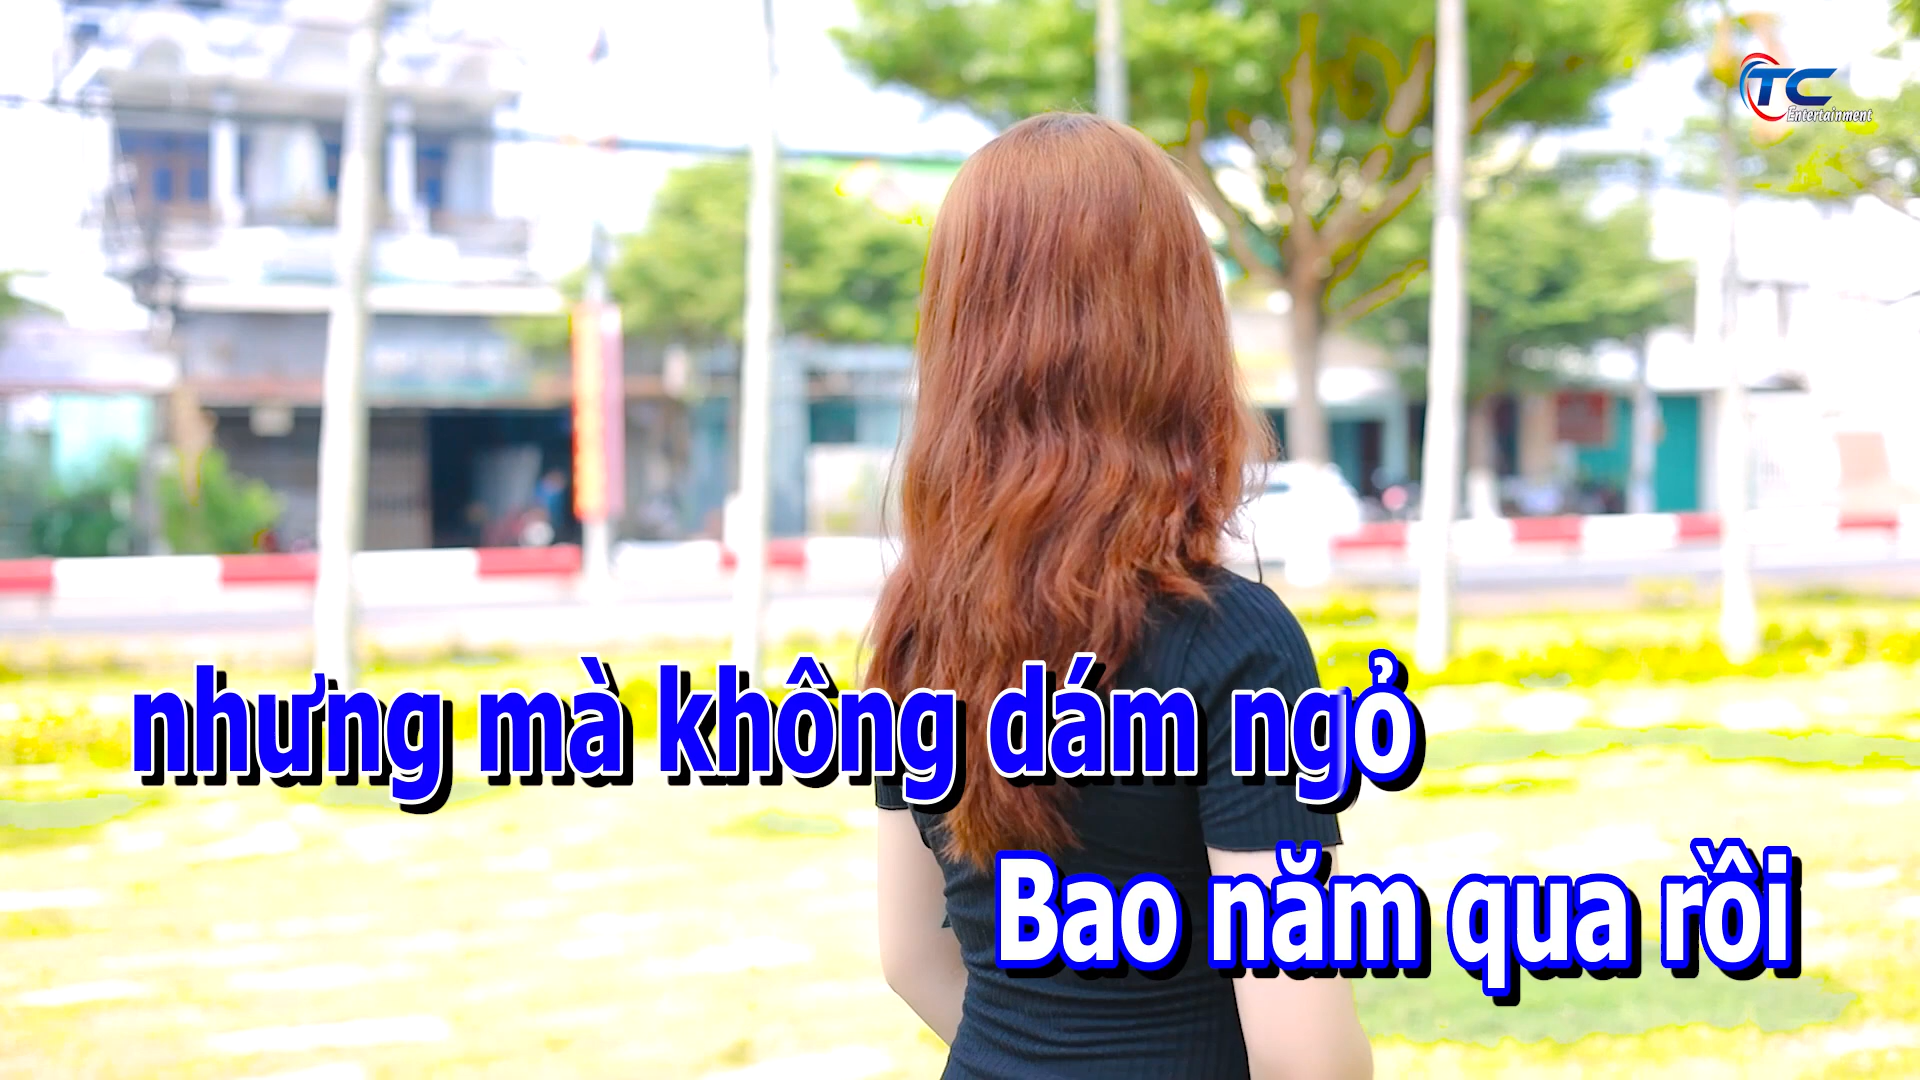 TC
Entertainment
nhưng mà không dám ngỏ
Bao năm qua rồi